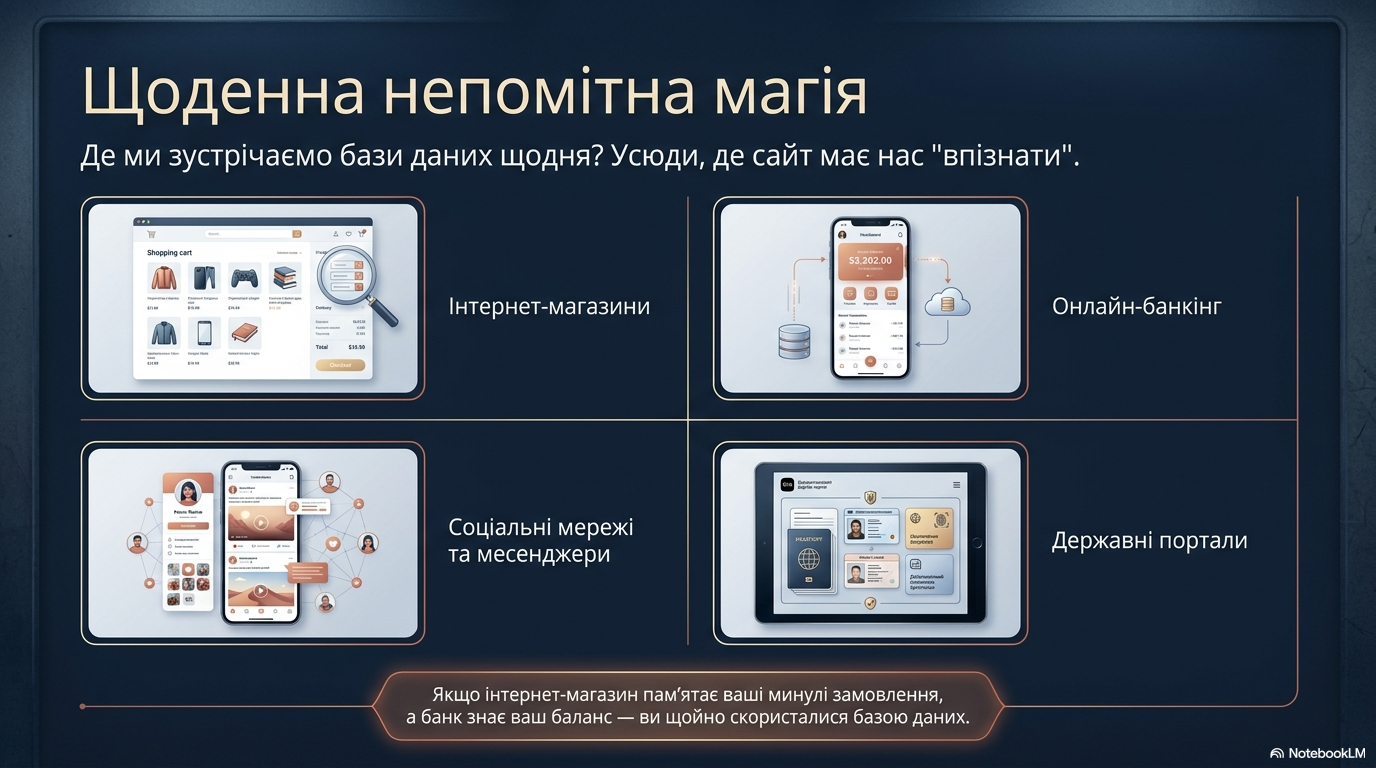 Щоденна непомітна магія
Де ми зустрічаємо бази даних щодня? Усюди, де сайт має нас "впізнати".
Shopping cart
Total $35.50
Checkout
Інтернет-магазини
$3,202.00
Онлайн-банкінг
Соціальні мережі
та месенджери
Державні портали
Якщо інтернет-магазин пам’ятає ваші минулі замовлення,
а банк знає ваш баланс — ви щойно скористалися базою даних.
NotebookLM